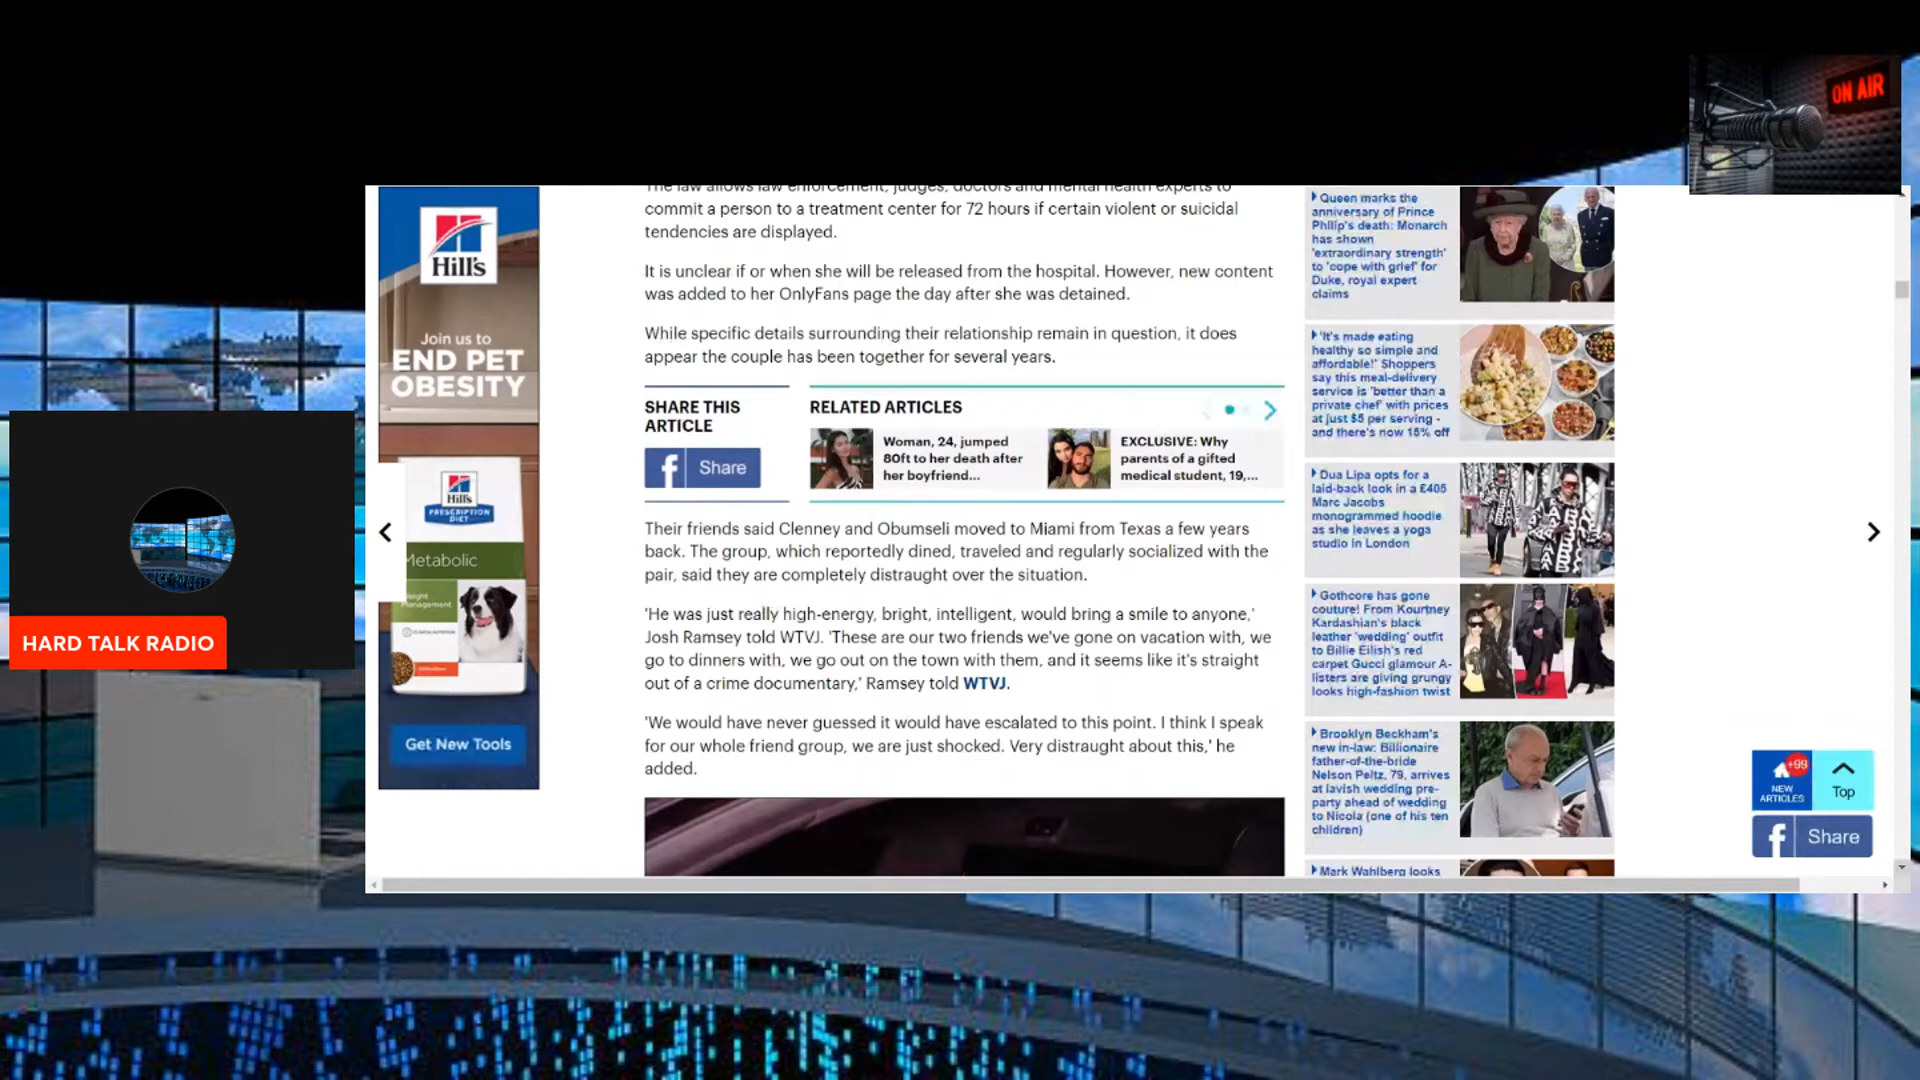 ON AIR
The law allows law enforcement, judges, doctors and mental health experts to
commit a person to a treatment center for 72 hours if certain violent or suicidal
tendencies are displayed.
It is unclear if or when she will be released from the hospital. However, new content
was added to her OnlyFans page the day after she was detained.
While specific details surrounding their relationship remain in question, it does
appear the couple has been together for several years.
SHARE THIS
ARTICLE
Share
RELATED ARTICLES
Woman, 24, jumped
80ft to her death after
her boyfriend...
EXCLUSIVE: Why
parents of a gifted
medical student, 19,...
Their friends said Clenney and Obumseli moved to Miami from Texas a few years
back. The group, which reportedly dined, traveled and regularly socialized with the
pair, said they are completely distraught over the situation.
'He was just really high-energy, bright, intelligent, would bring a smile to anyone,'
Josh Ramsey told WTVJ. 'These are our two friends we've gone on vacation with, we
go to dinners with, we go out on the town with them, and it seems like it's straight
out of a crime documentary,' Ramsey told WTVJ.
'We would have never guessed it would have escalated to this point. I think I speak
for our whole friend group, we are just shocked. Very distraught about this,' he
added.
Hill's
Join us to
END PET
OBESITY
Hill's
PRESCRIPTION
DIET
Metabolic
Weight
Management
Get New Tools
HARD TALK RADIO
Queen marks the
anniversary of Prince
Philip's death: Monarch
has shown
'extraordinary strength'
to 'cope with grief' for
Duke, royal expert
claims
'It's made eating
healthy so simple and
affordable!' Shoppers
say this meal-delivery
service is 'better than a
private chef' with prices
at just $5 per serving -
and there's now 15% off
Dua Lipa opts for a
laid-back look in a £405
Marc Jacobs
monogrammed hoodie
as she leaves a yoga
studio in London
Gothcore has gone
couture! From Kourtney
Kardashian's black
leather 'wedding' outfit
to Billie Eilish's red
carpet Gucci glamour A-
listers are giving grungy
looks high-fashion twist
Brooklyn Beckham's
new in-law: Billionaire
father-of-the-bride
Nelson Peltz, 79, arrives
at lavish wedding pre-
party ahead of wedding
to Nicola (one of his ten
children)
Mark Wahlberg looks
+99
NEW
ARTICLES
Top
Share